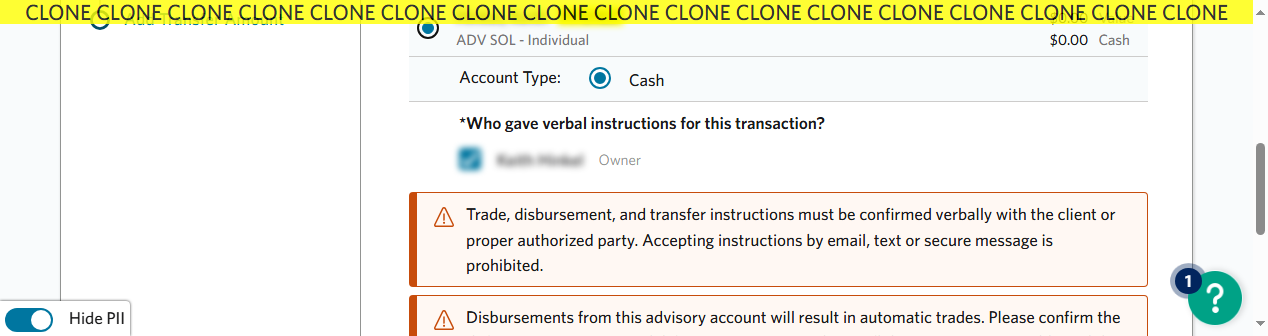 CLONE CLONE CLONE CLONE CLONE CLONE CLONE CLONE CLONE CLONE CLONE CLONE CLONE CLONE CLONE CLONE CLONE
ADV SOL - Individual
$0.00 Cash
Account Type: Cash
*Who gave verbal instructions for this transaction?
Owner
Trade, disbursement, and transfer instructions must be confirmed verbally with the client or
proper authorized party. Accepting instructions by email, text or secure message is
prohibited.
Disbursements from this advisory account will result in automatic trades. Please confirm the
1
?
Hide PII